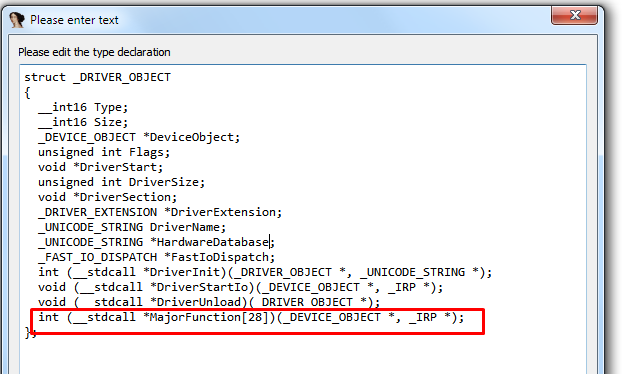 Please enter text
Please edit the type declaration
struct _DRIVER_OBJECT
{
  __int16 Type;
  __int16 Size;
  _DEVICE_OBJECT *DeviceObject;
  unsigned int Flags;
  void *DriverStart;
  unsigned int DriverSize;
  void *DriverSection;
  _DRIVER_EXTENSION *DriverExtension;
  _UNICODE_STRING DriverName;
  _UNICODE_STRING *HardwareDatabase;
  _FAST_IO_DISPATCH *FastIoDispatch;
  int (__stdcall *DriverInit)(_DRIVER_OBJECT *, _UNICODE_STRING *);
  void (__stdcall *DriverStartIo)(_DEVICE_OBJECT *, _IRP *);
  void (__stdcall *DriverUnload)(_DRIVER_OBJECT *);
  int (__stdcall *MajorFunction[28])(_DEVICE_OBJECT *, _IRP *);
};